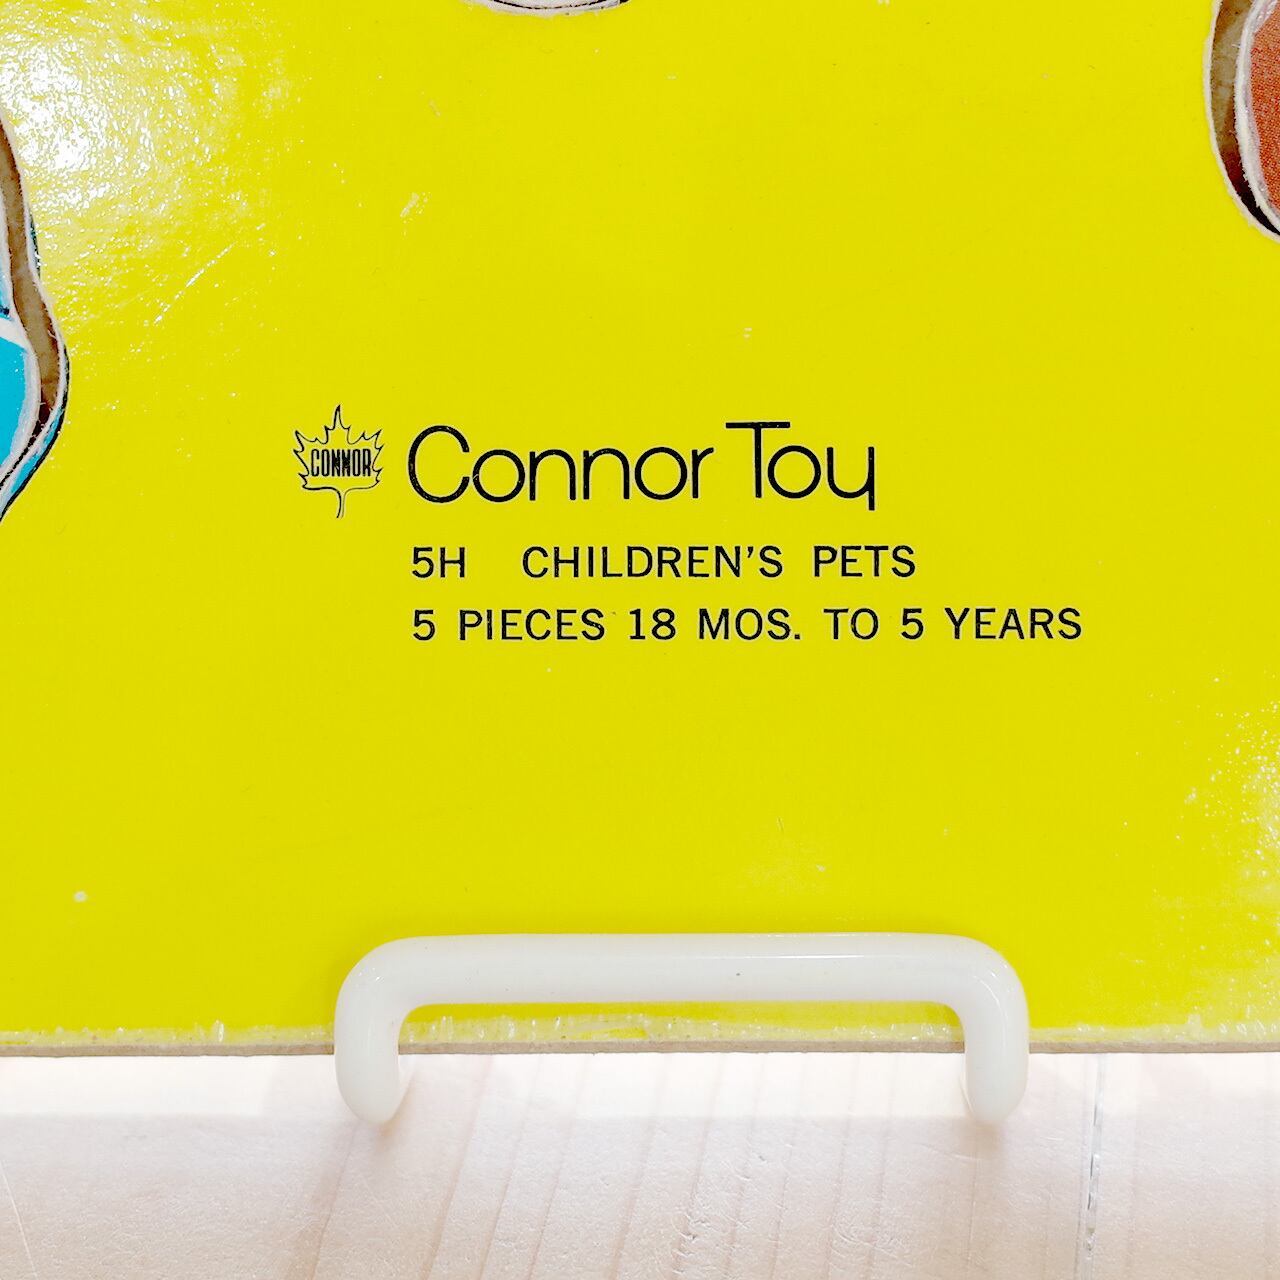 CONNOR
Connor Toy
5H CHILDREN'S PETS
5 PIECES 18 MOS. TO 5 YEARS